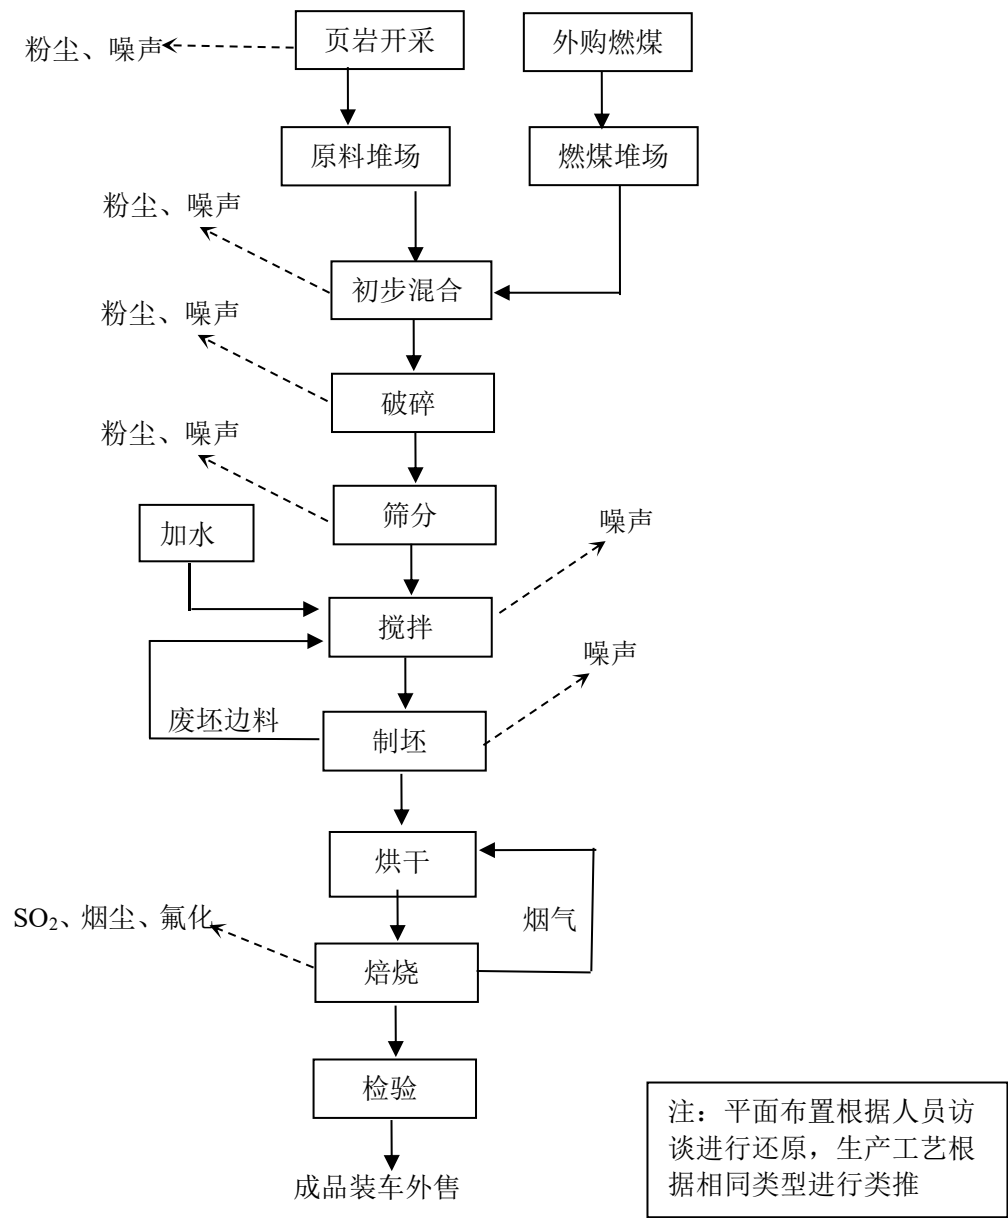 页岩开采
外购燃煤
粉尘、噪声
原料堆场
燃煤堆场
粉尘、噪声
初步混合
粉尘、噪声
破碎
粉尘、噪声
筛分
加水
噪声
搅拌
噪声
废坯边料
制坯
烘干
SO₂、烟尘、氟化
烟气
焙烧
检验
成品装车外售
注：平面布置根据人员访
谈进行还原，生产工艺根
据相同类型进行类推